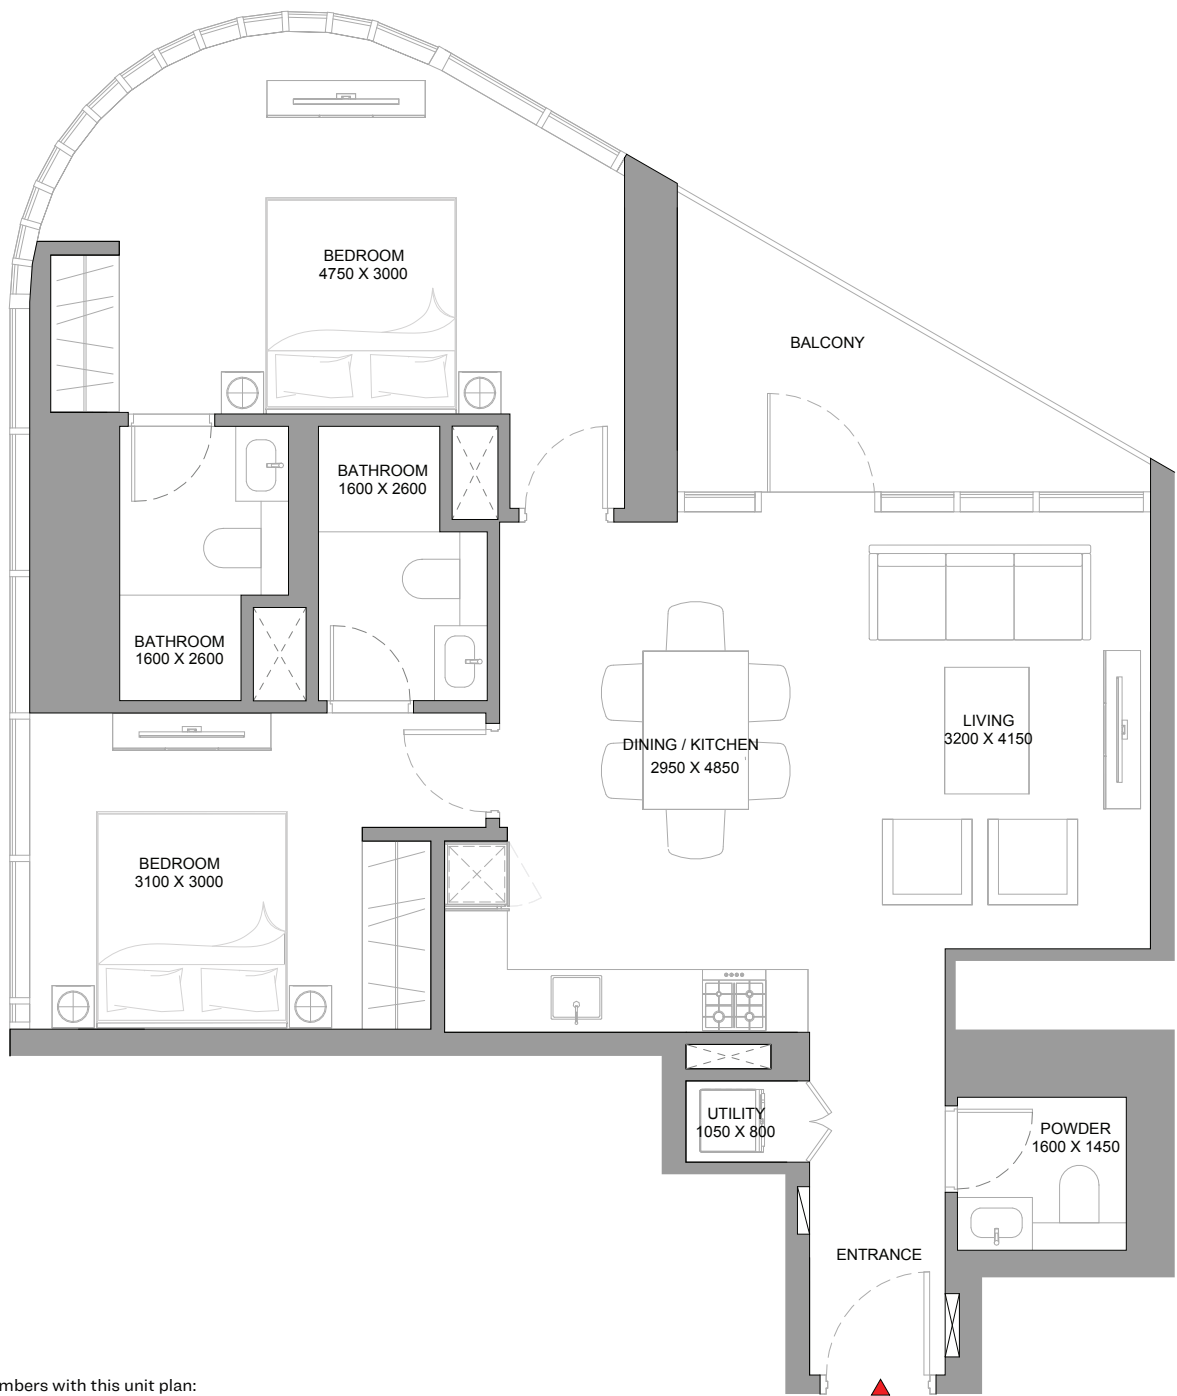 BEDROOM
4750 X 3000
BALCONY
BATHROOM
1600 X 2600
BATHROOM
1600 X 2600
LIVING
3200 X 4150
DINING / KITCHEN
2950 X 4850
BEDROOM
3100 X 3000
UTILITY
1050 X 800
POWDER
1600 X 1450
ENTRANCE
with this unit plan: